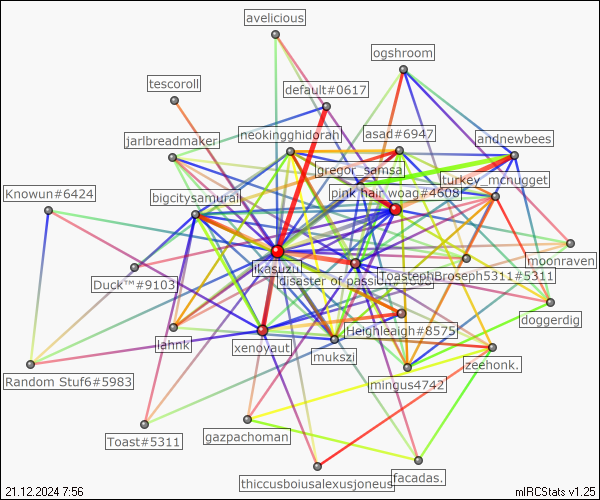 avelicious
ogshroom
tescoroll
default#0617
jarlbreadmaker
neokingghidorah
asad#6947
andnewbees
gregor_samsa
turkey_mcnugget
Knowun#6424
bigcitysamurai
pink hair woag#4608
moonraven
Duck™#9103
ikasuzu
disaster of passion#
ToastephBroseph5311#5311
doggerdig
lahnk
xenoyaut
Heighleaigh#8575
mukszi
zeehonk.
Random Stuf6#5983
mingus4742
Toast#5311
gazpachoman
thiccusboiusalexusjoneus
facadas.
21.12.2024 7:56
mIRCStats v1.25